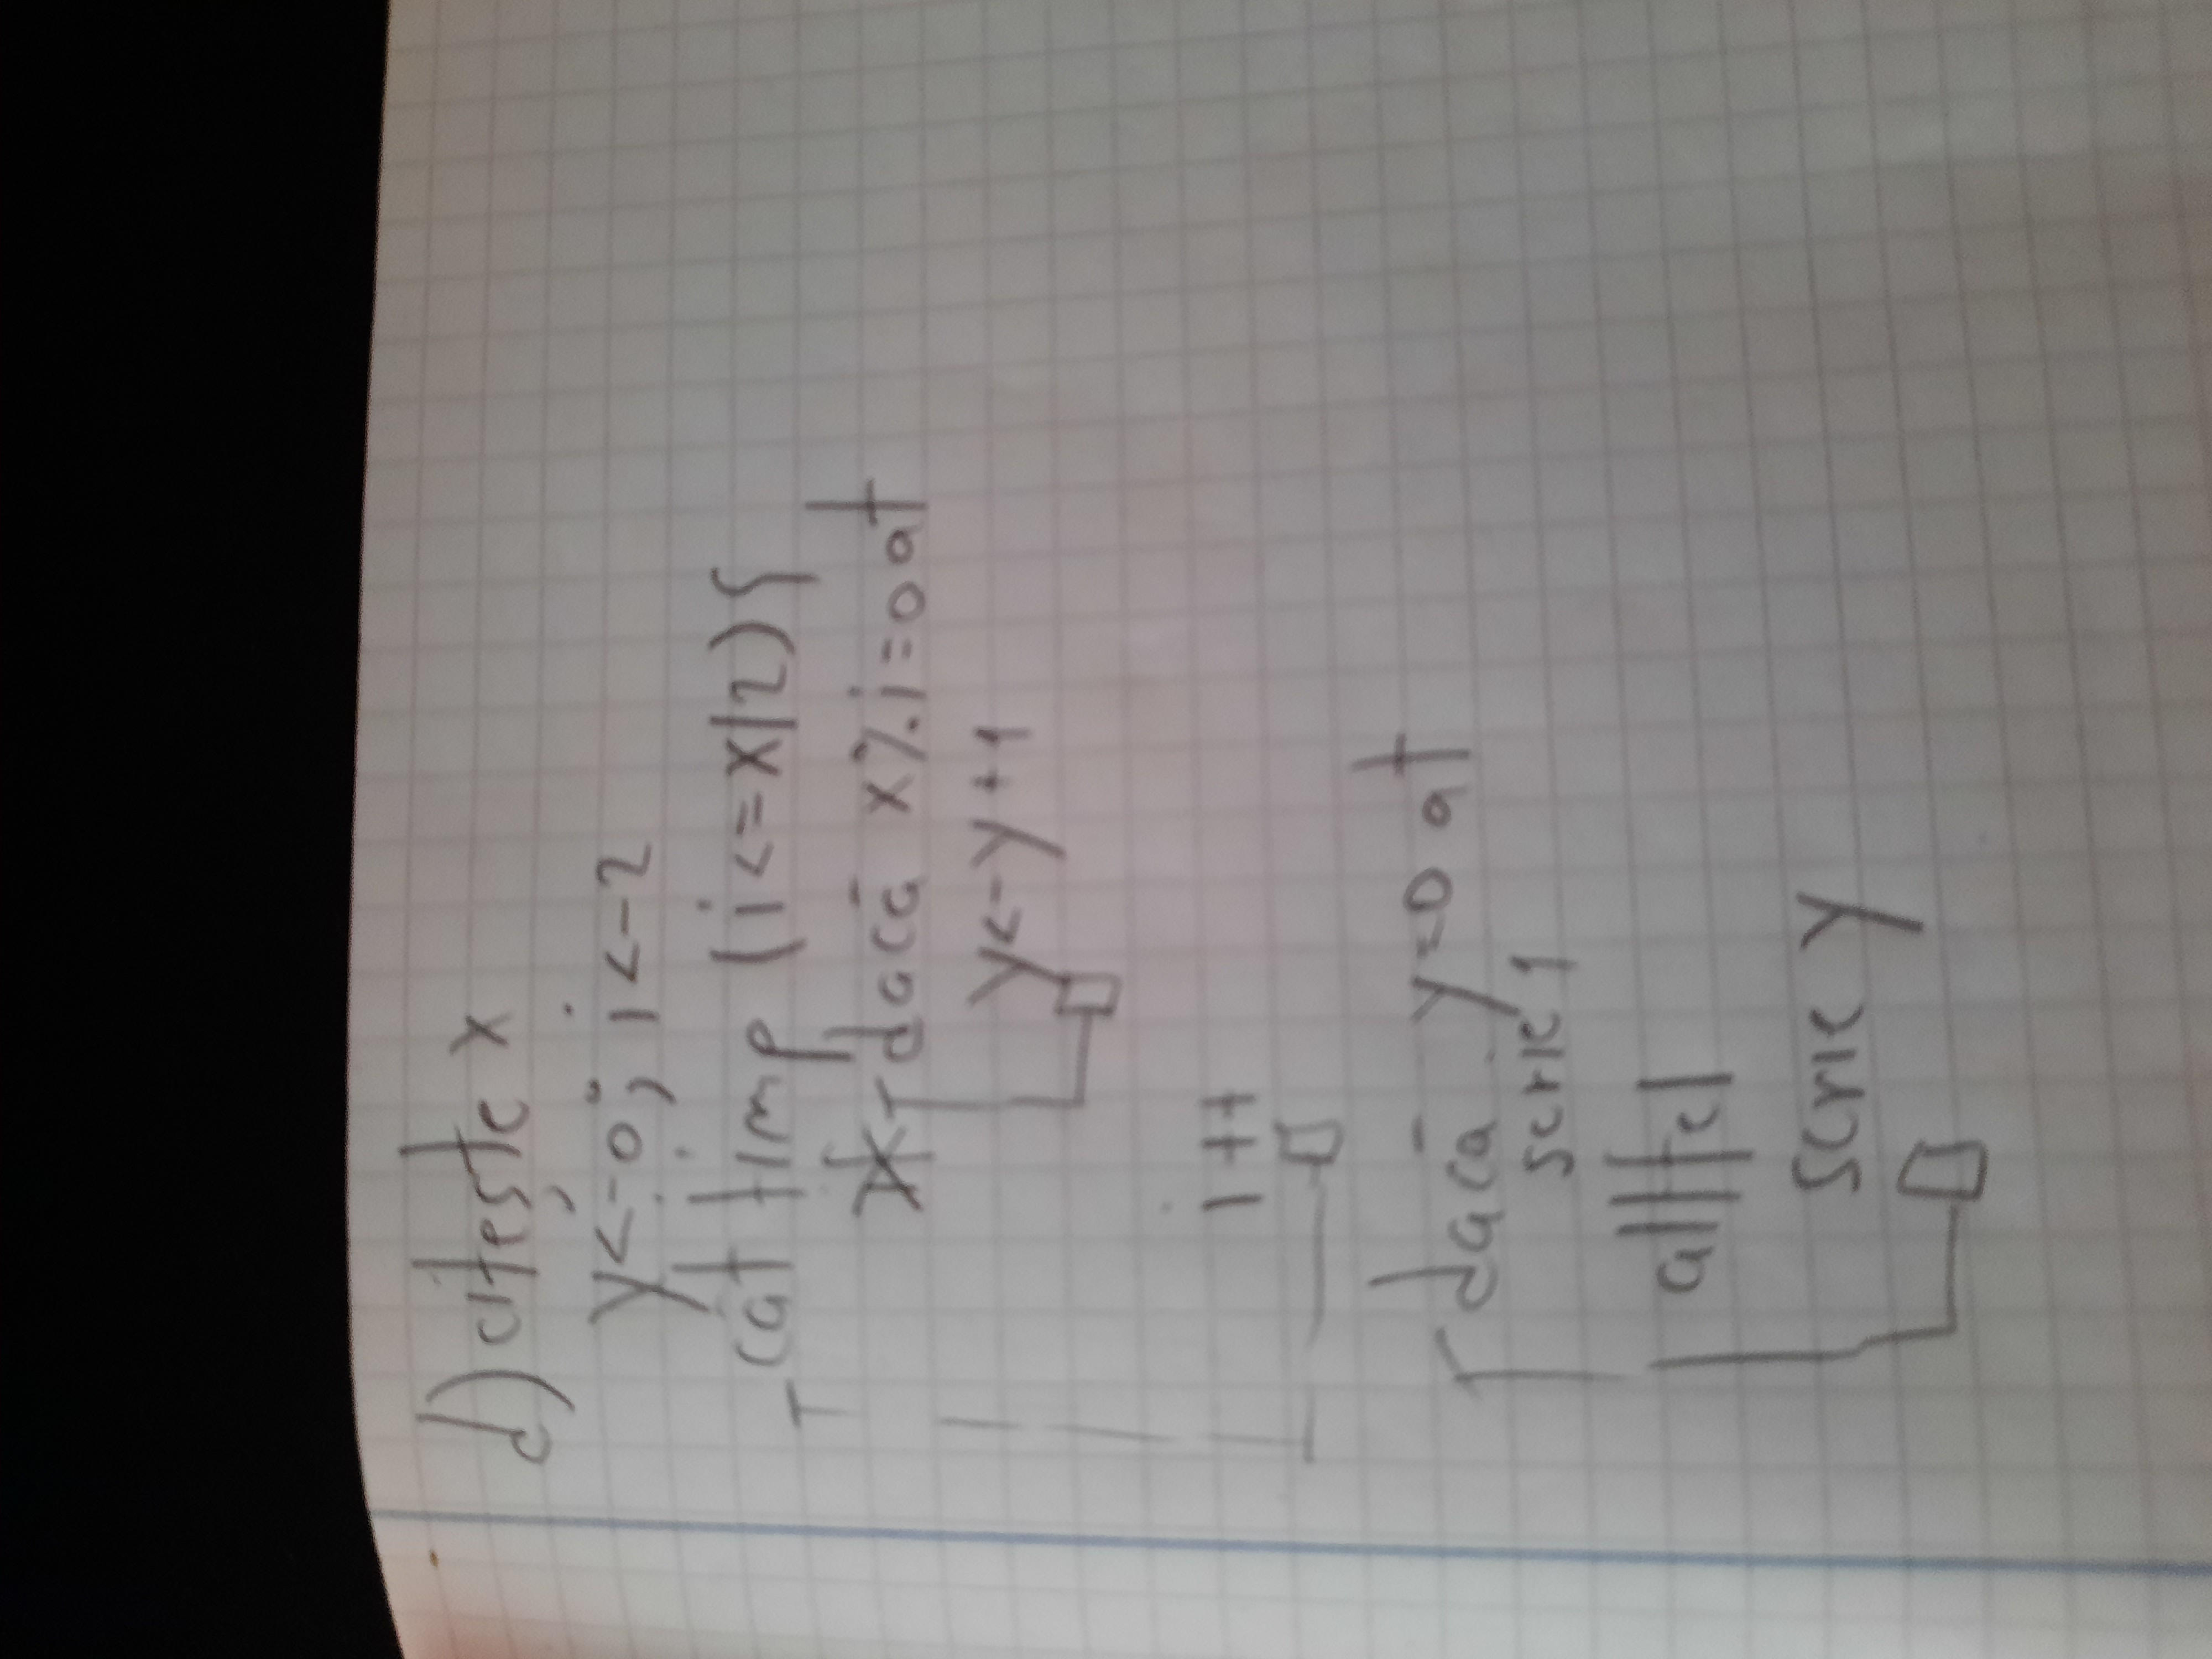 d) citește x
y<-0; i<-2
cât timp (i<=x/2){
dacă x%i=0 at
y<-y+1
i++
dacă y=0 at
scrie 1
altfel
scrie y